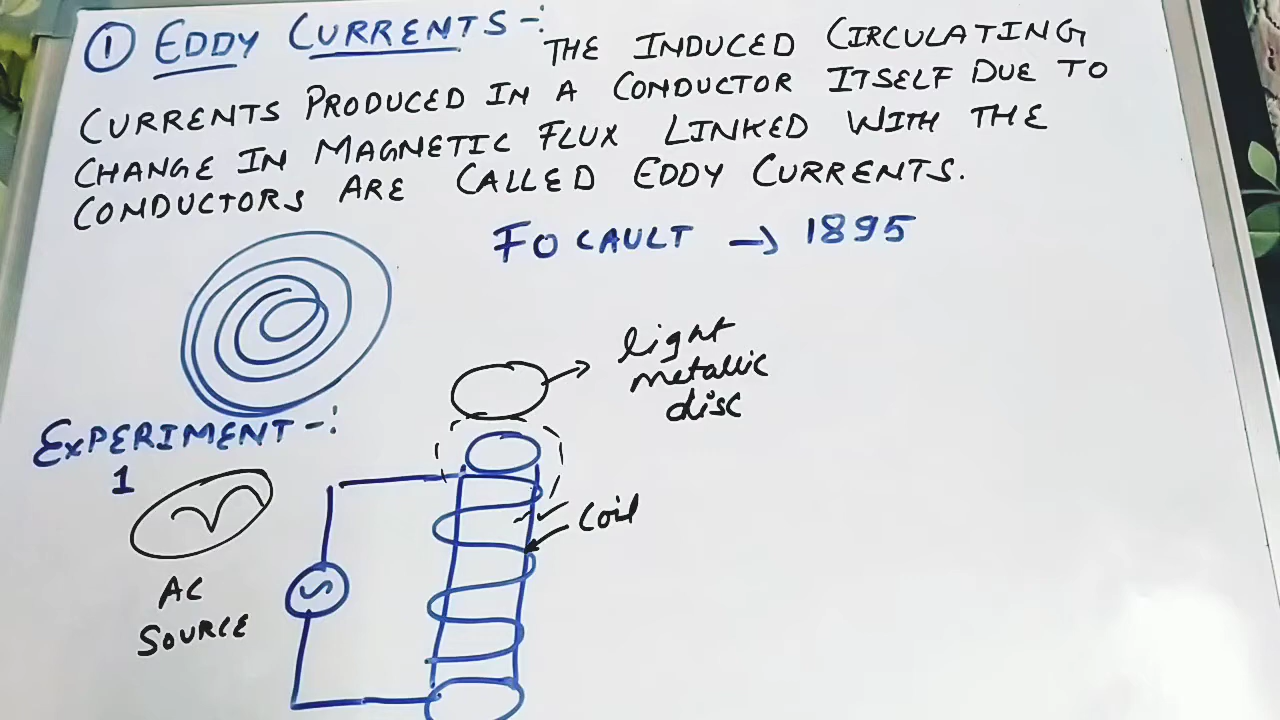 ① EDDY CURRENTS -: THE INDUCED CIRCULATING
CURRENTS PRODUCED IN A CONDUCTOR ITSELF DUE TO
CHANGE IN MAGNETIC FLUX LINKED WITH THE
CONDUCTORS ARE CALLED EDDY CURRENTS.
FOCAULT → 1895
light
metallic
disc
EXPERIMENT -:
1
coil
AC
SOURCE